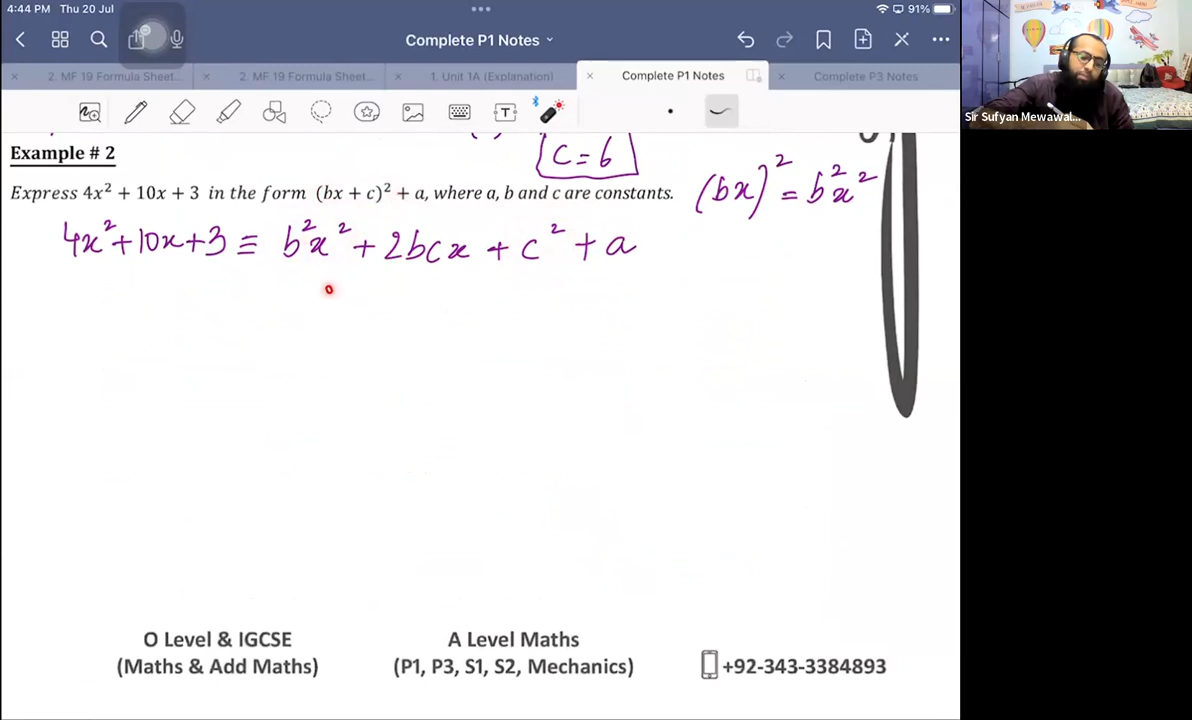 4:44 PM Thu 20 Jul
91%
Complete P1 Notes
2. MF 19 Formula Sheet...
2. MF 19 Formula Sheet...
1. Unit 1A (Explanation)
Complete P1 Notes
Complete P3 Notes
Sir Sufyan Mewawal...
c = 6
Example # 2
Express 4x² + 10x + 3 in the form (bx + c)² + a, where a, b and c are constants.
(bx)² = b²x²
4x² + 10x + 3 ≡ b²x² + 2bcx + c² + a
O Level & IGCSE
(Maths & Add Maths)
A Level Maths
(P1, P3, S1, S2, Mechanics)
+92-343-3384893